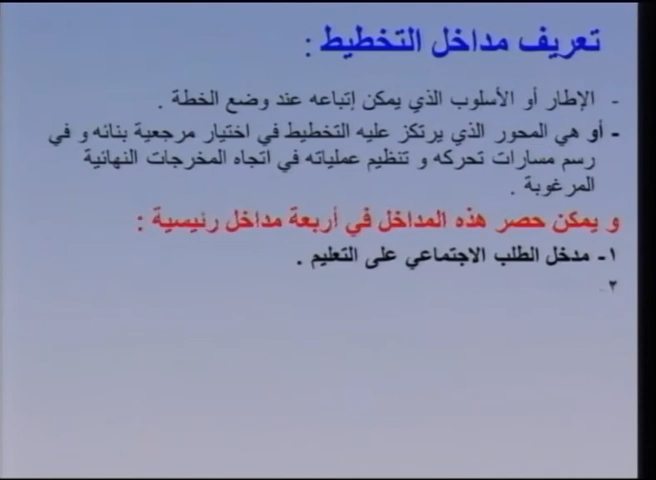 تعريف مداخل التخطيط :
- الإطار أو الأسلوب الذي يمكن إتباعه عند وضع الخطة .
- أو هي المحور الذي يرتكز عليه التخطيط في اختيار مرجعية بنائه و في
رسم مسارات تحركه و تنظيم عملياته في اتجاه المخرجات النهائية
المرغوبة .
و يمكن حصر هذه المداخل في أربعة مداخل رئيسية :
١- مدخل الطلب الاجتماعي على التعليم .
٢-